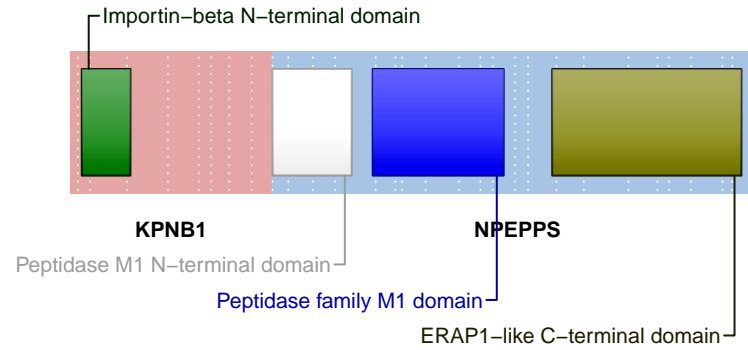 Importin−beta N−terminal domain
KPNB1
NPEPPS
Peptidase M1 N−terminal domain
Peptidase family M1 domain
ERAP1−like C−terminal domain